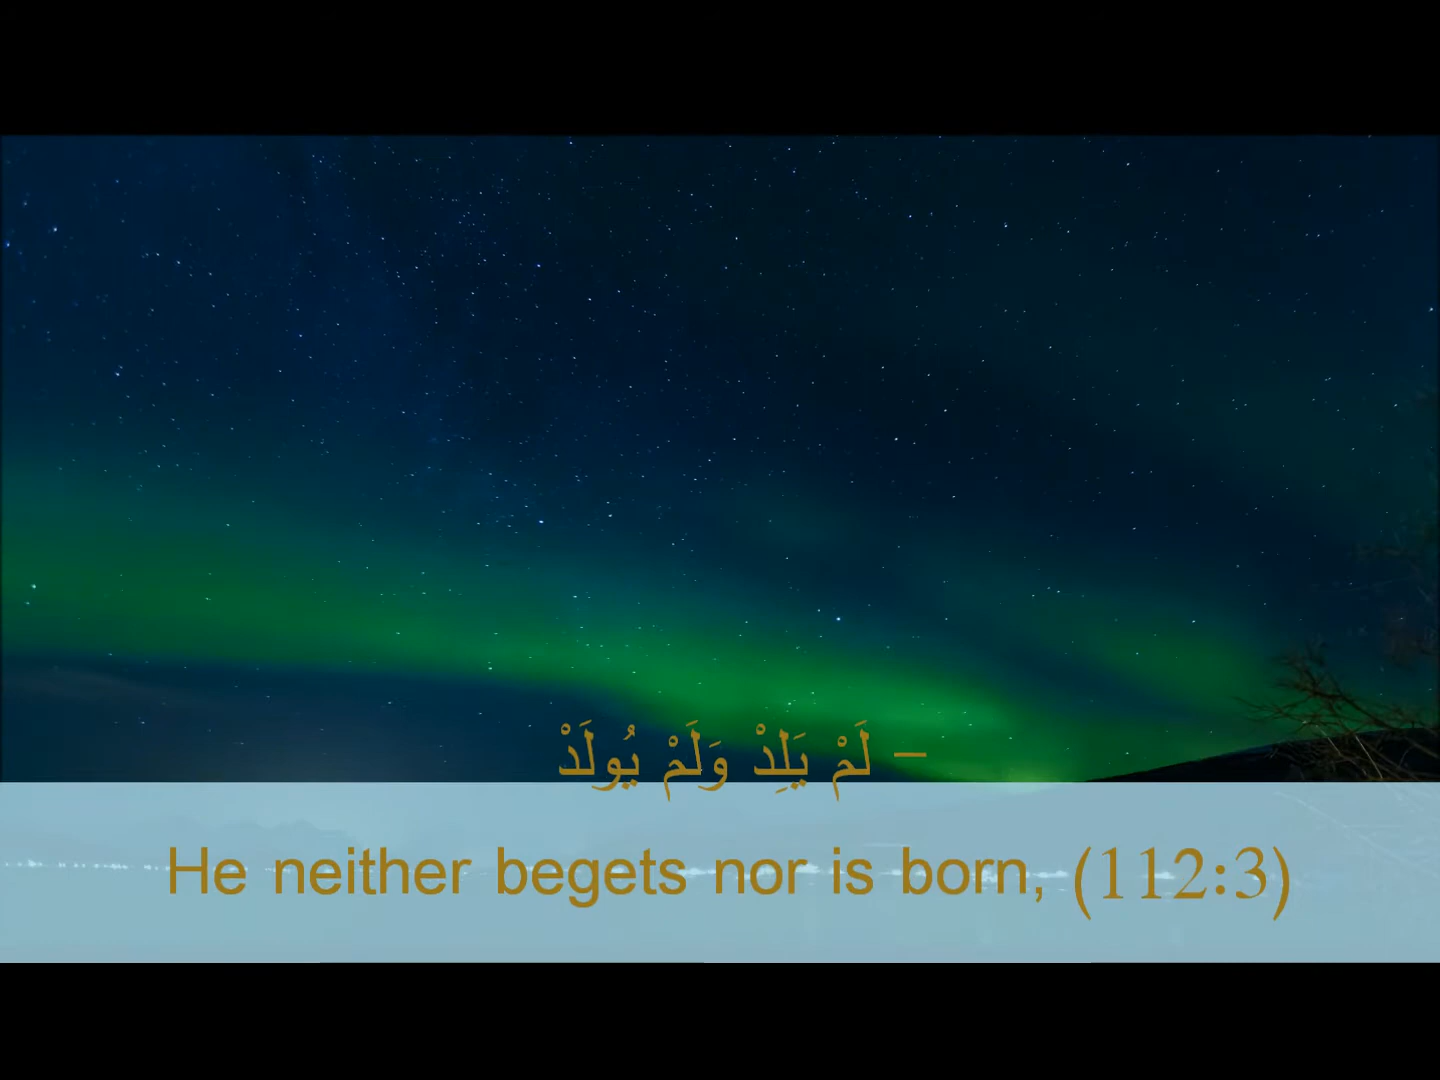 – لَمْ يَلِدْ وَلَمْ يُولَدْ
He neither begets nor is born, (112:3)